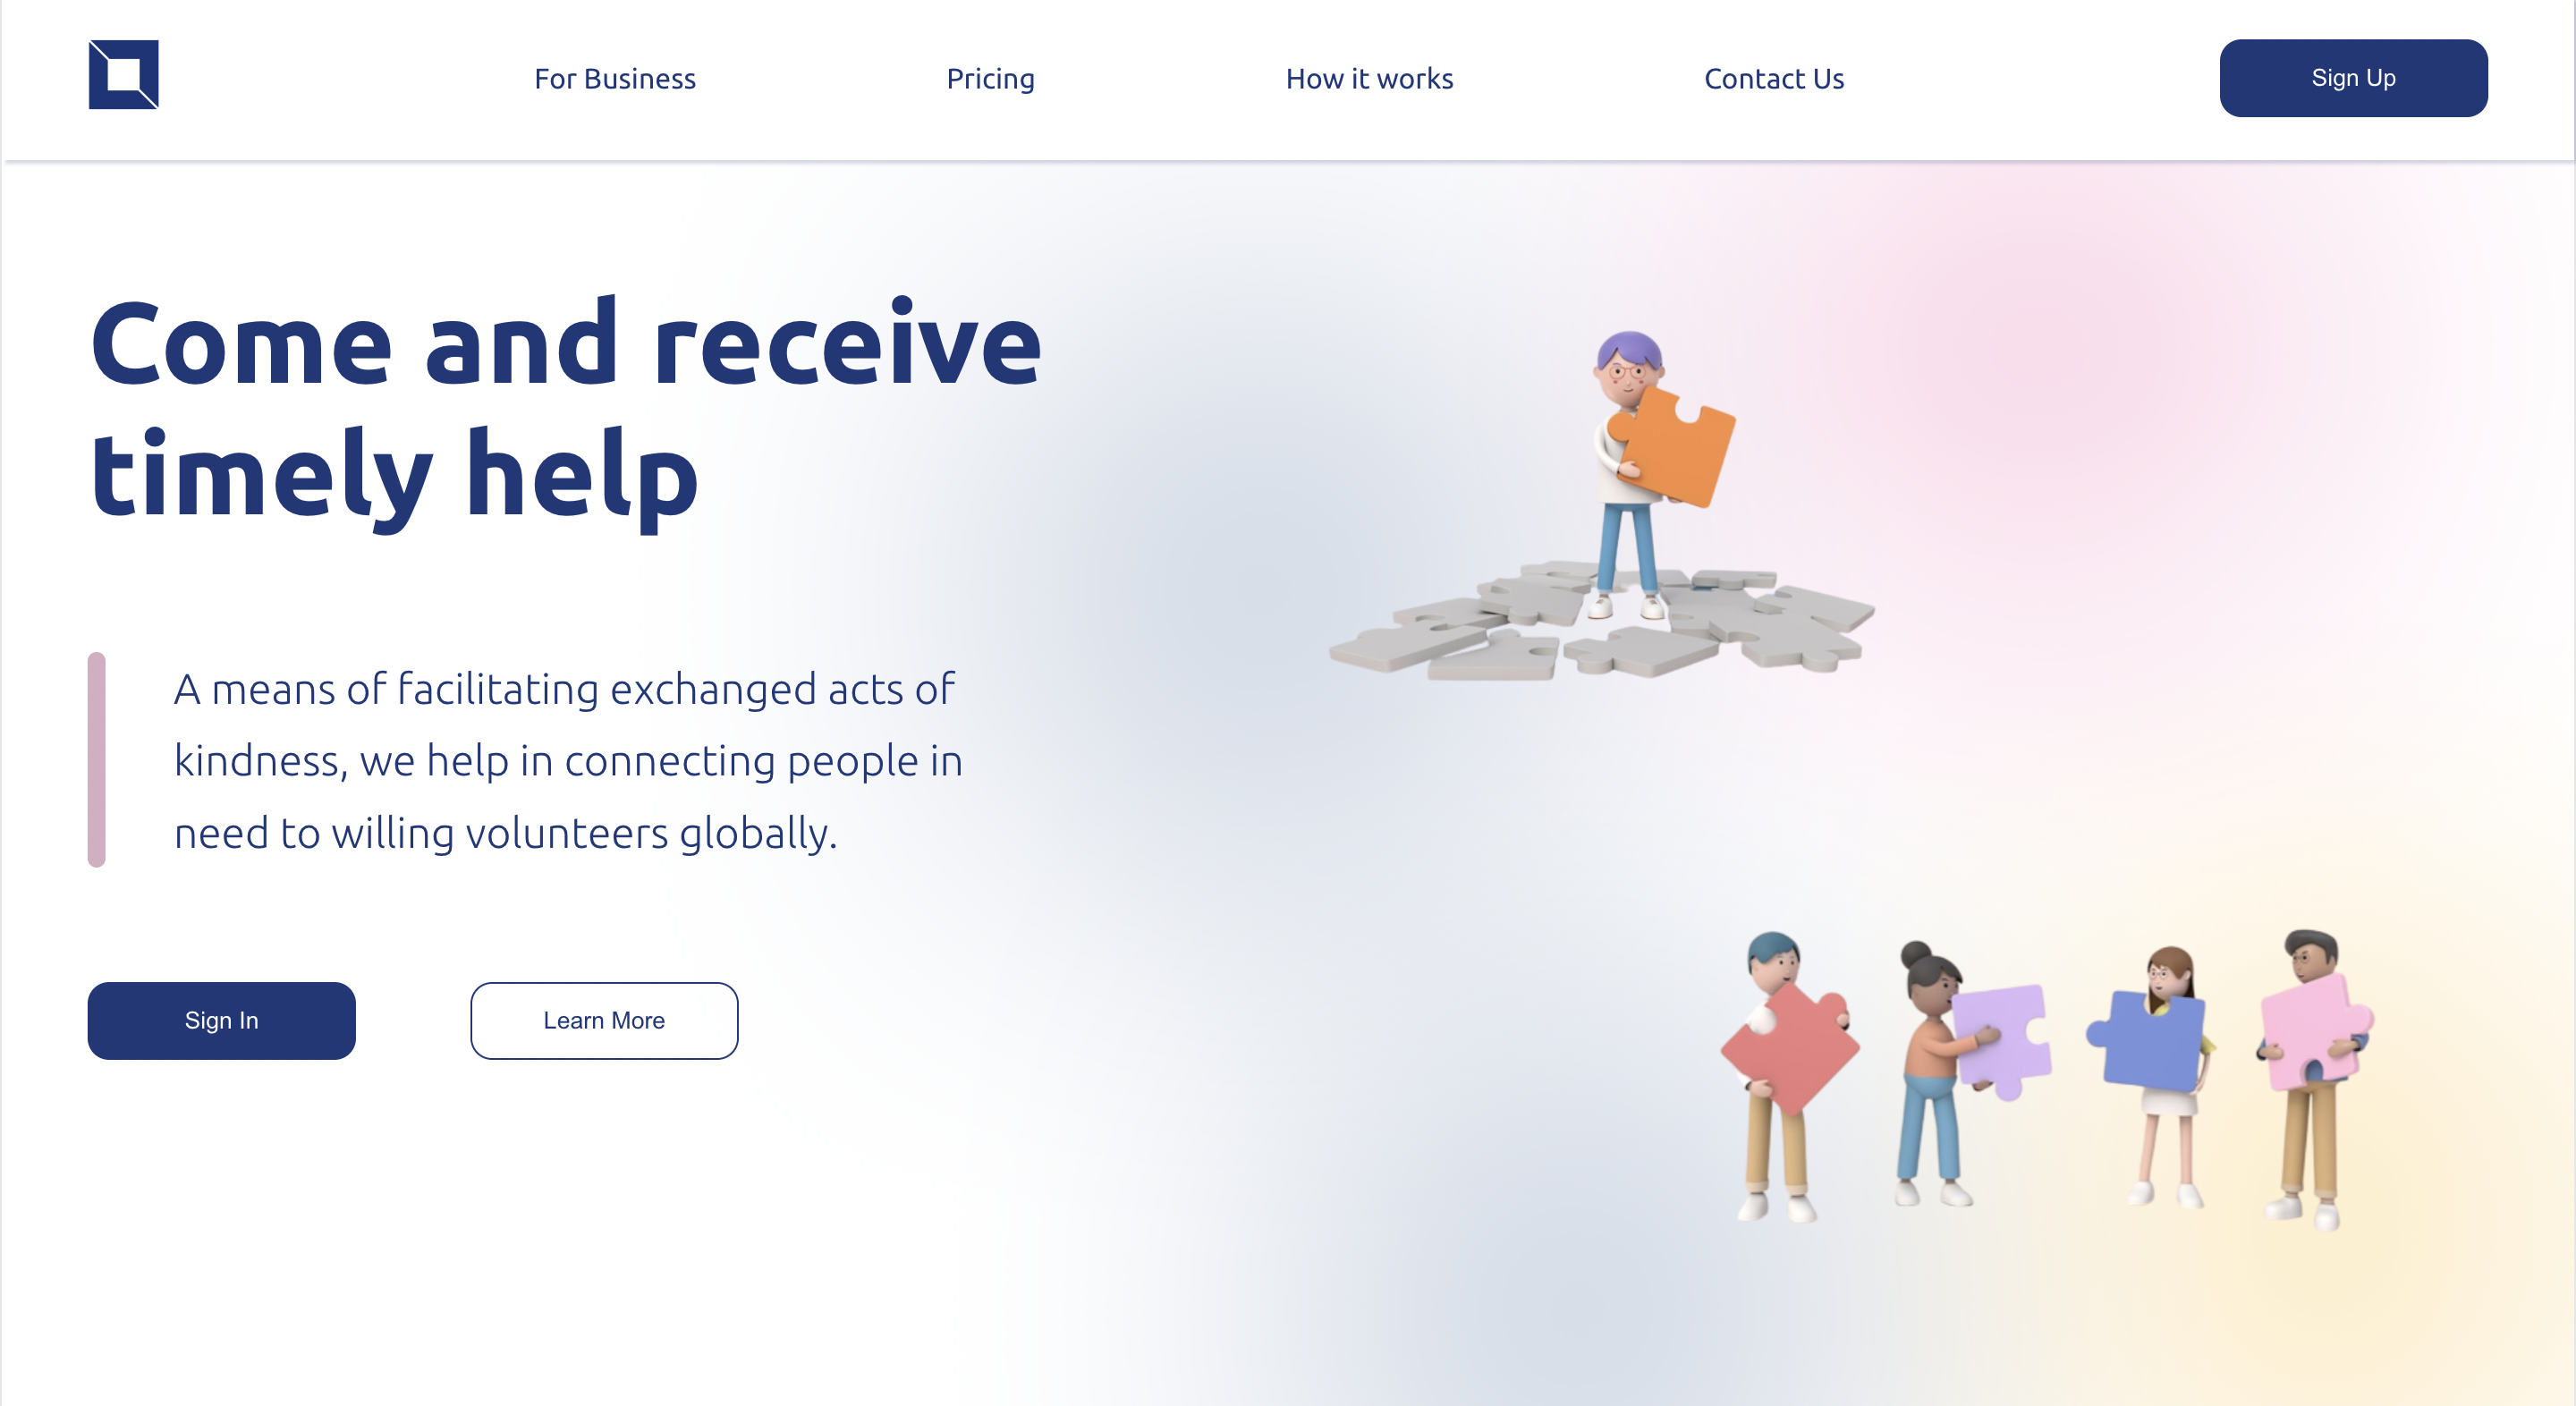 For Business
Pricing
How it works
Contact Us
Sign Up
Come and receive
timely help
A means of facilitating exchanged acts of
kindness, we help in connecting people in
need to willing volunteers globally.
Sign In
Learn More